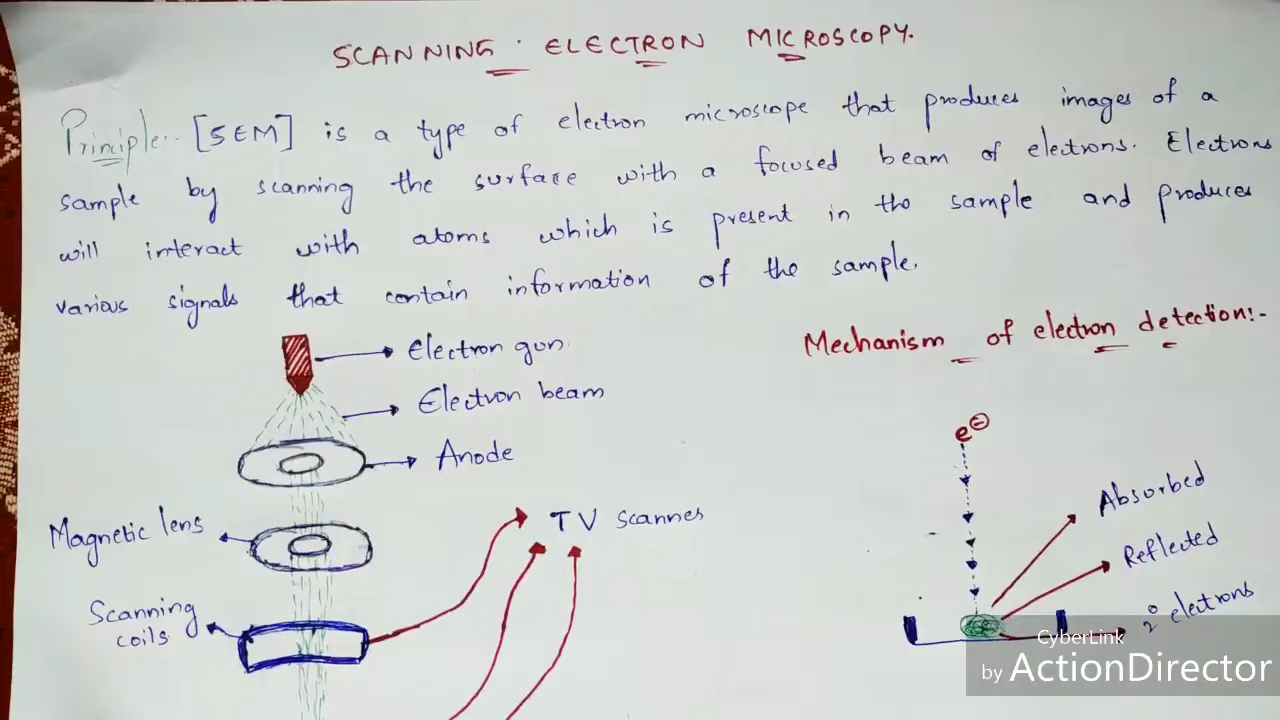 SCANNING ELECTRON MICROSCOPY.
Principle:- [SEM] is a type of electron microscope that produces images of a
sample by scanning the surface with a focused beam of electrons. Electrons
will interact with atoms which is present in the sample and produces
various signals that contain information of the sample.
Mechanism of electron detection:-
Electron gun
Electron beam
Anode
Magnetic lens
Scanning
coils
TV scanner
e⊖
Absorbed
Reflected
2° electrons
CyberLink
by ActionDirector